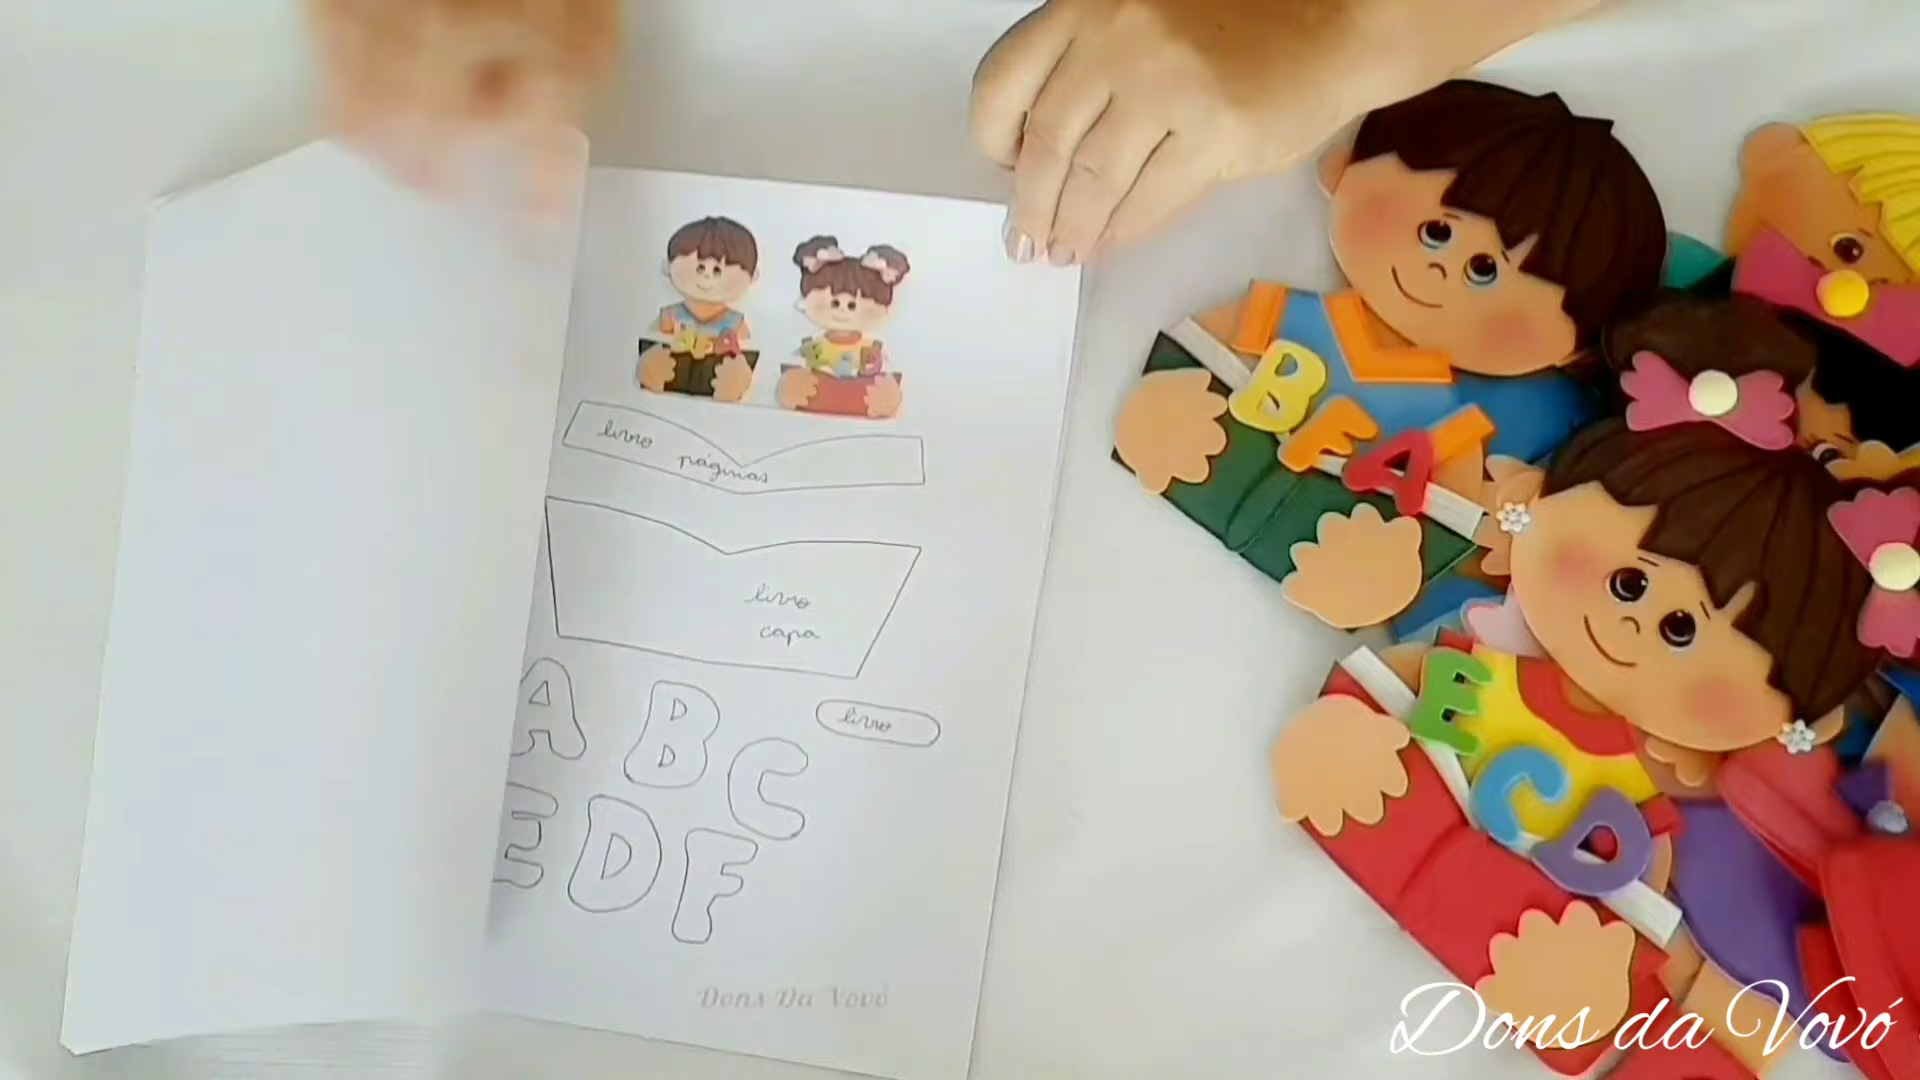 livro
páginas
livro
capa
A B C
livro
E D F
Dons Da Vovó
B F A
E C D
Dons da Vovó